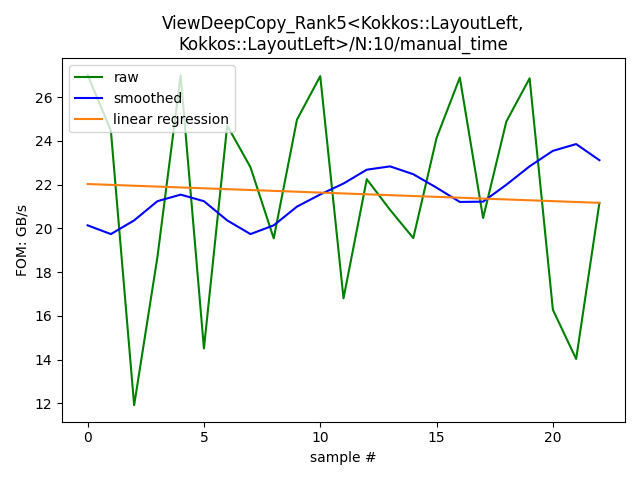 ViewDeepCopy_Rank5<Kokkos::LayoutLeft,
Kokkos::LayoutLeft>/N:10/manual_time
raw
smoothed
linear regression
FOM: GB/s
26
24
22
20
18
16
14
12
0
5
10
15
20
sample #